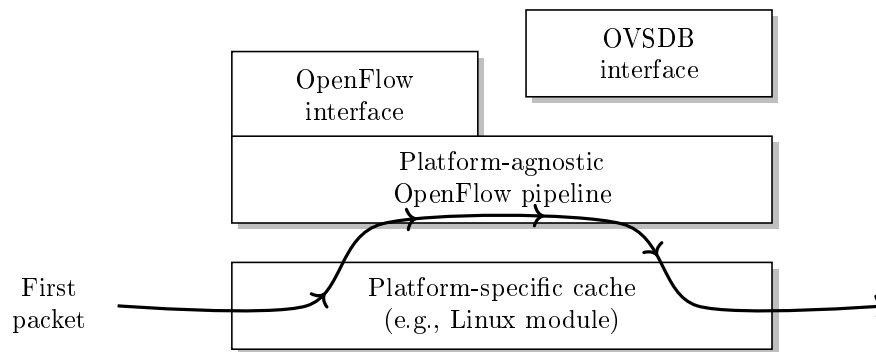 OVSDB
interface
OpenFlow
interface
Platform-agnostic
OpenFlow pipeline
First
packet
Platform-specific cache
(e.g., Linux module)